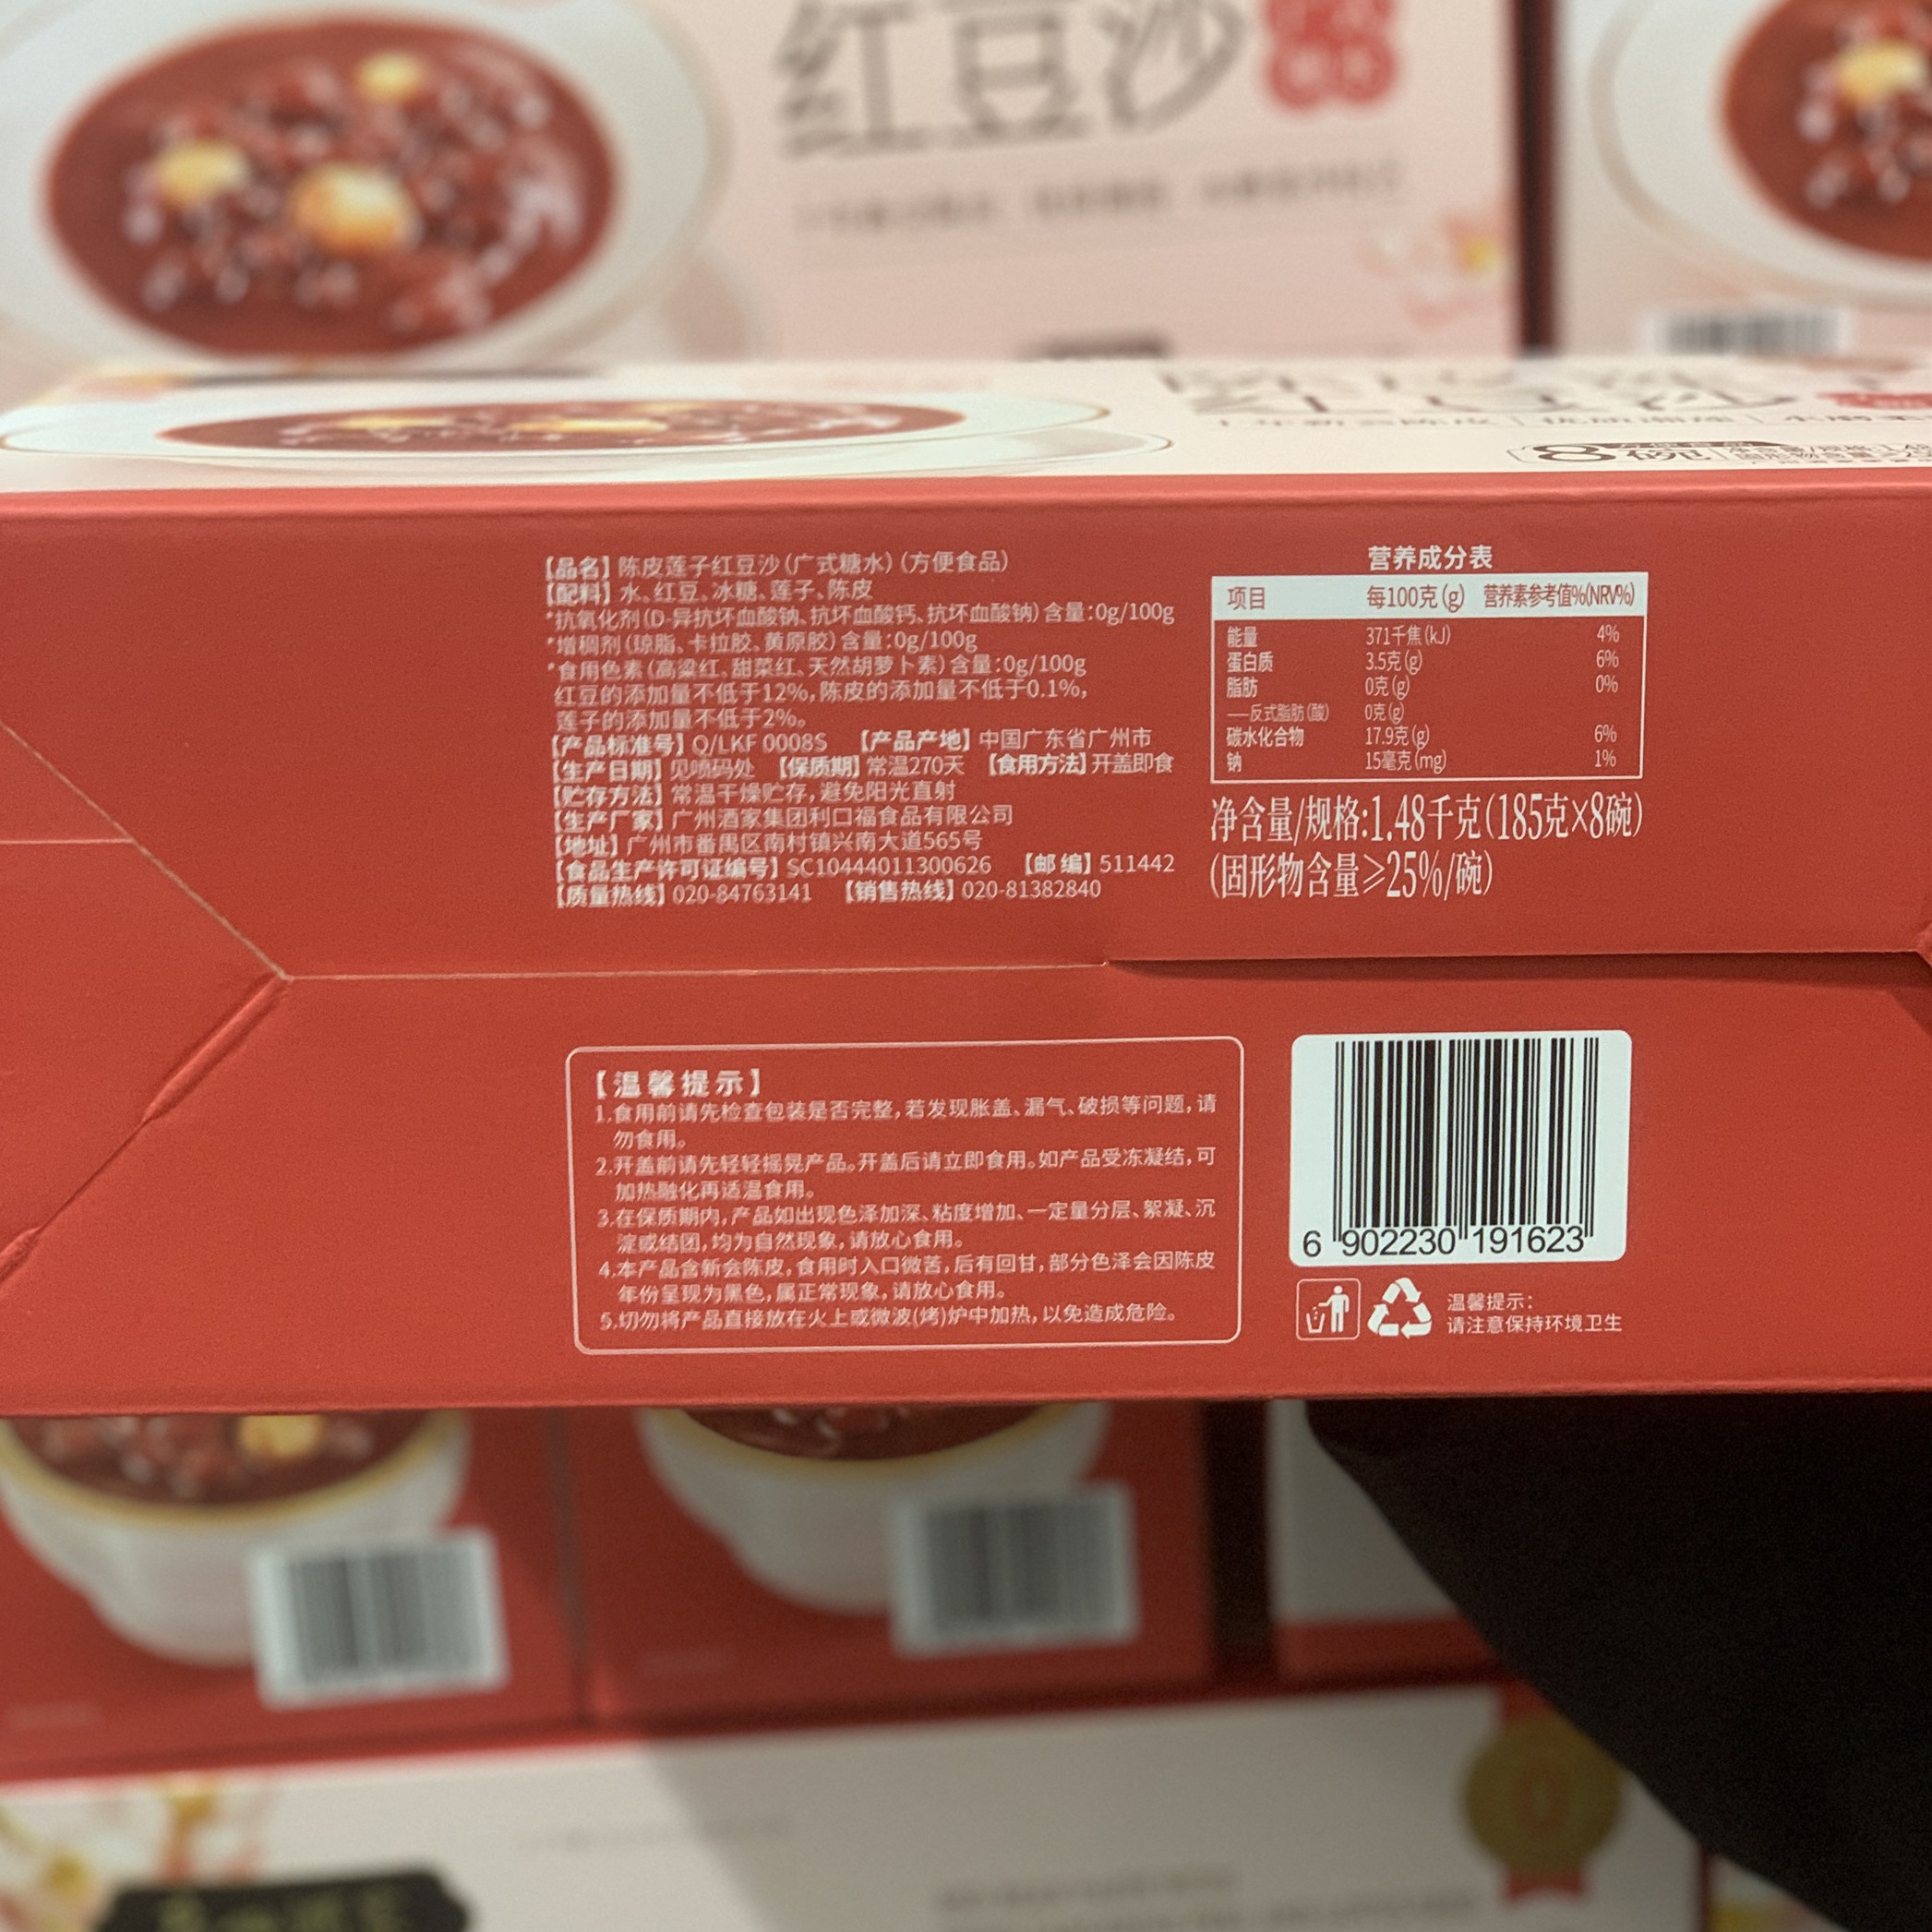 红豆沙
8碗
【品名】陈皮莲子红豆沙(广式糖水)(方便食品)
【配料】水、红豆、冰糖、莲子、陈皮
*抗氧化剂(D-异抗坏血酸钠、抗坏血酸钙、抗坏血酸钠)含量:0g/100g
*增稠剂(琼脂、卡拉胶、黄原胶)含量:0g/100g
*食用色素(高粱红、甜菜红、天然胡萝卜素)含量:0g/100g
红豆的添加量不低于12%,陈皮的添加量不低于0.1%,
莲子的添加量不低于2%。
【产品标准号】Q/LKF 0008S 【产品产地】中国广东省广州市
【生产日期】见喷码处 【保质期】常温270天 【食用方法】开盖即食
【贮存方法】常温干燥贮存,避免阳光直射
【生产厂家】广州酒家集团利口福食品有限公司
【地址】广州市番禺区南村镇兴南大道565号
【食品生产许可证编号】SC10444011300626 【邮编】511442
【质量热线】020-84763141 【销售热线】020-81382840
营养成分表
项目 每100克(g) 营养素参考值%(NRV%)
能量 371千焦(kJ) 4%
蛋白质 3.5克(g) 6%
脂肪 0克(g) 0%
—反式脂肪(酸) 0克(g)
碳水化合物 17.9克(g) 6%
钠 15毫克(mg) 1%
净含量/规格:1.48千克(185克×8碗)
(固形物含量≥25%/碗)
【温馨提示】
1.食用前请先检查包装是否完整,若发现胀盖、漏气、破损等问题,请
勿食用。
2.开盖前请先轻轻摇晃产品。开盖后请立即食用。如产品受冻凝结,可
加热融化再适温食用。
3.在保质期内,产品如出现色泽加深、粘度增加、一定量分层、絮凝、沉
淀或结团,均为自然现象,请放心食用。
4.本产品含新会陈皮,食用时入口微苦,后有回甘,部分色泽会因陈皮
年份呈现为黑色,属正常现象,请放心食用。
5.切勿将产品直接放在火上或微波(烤)炉中加热,以免造成危险。
6 902230 191623
温馨提示:
请注意保持环境卫生